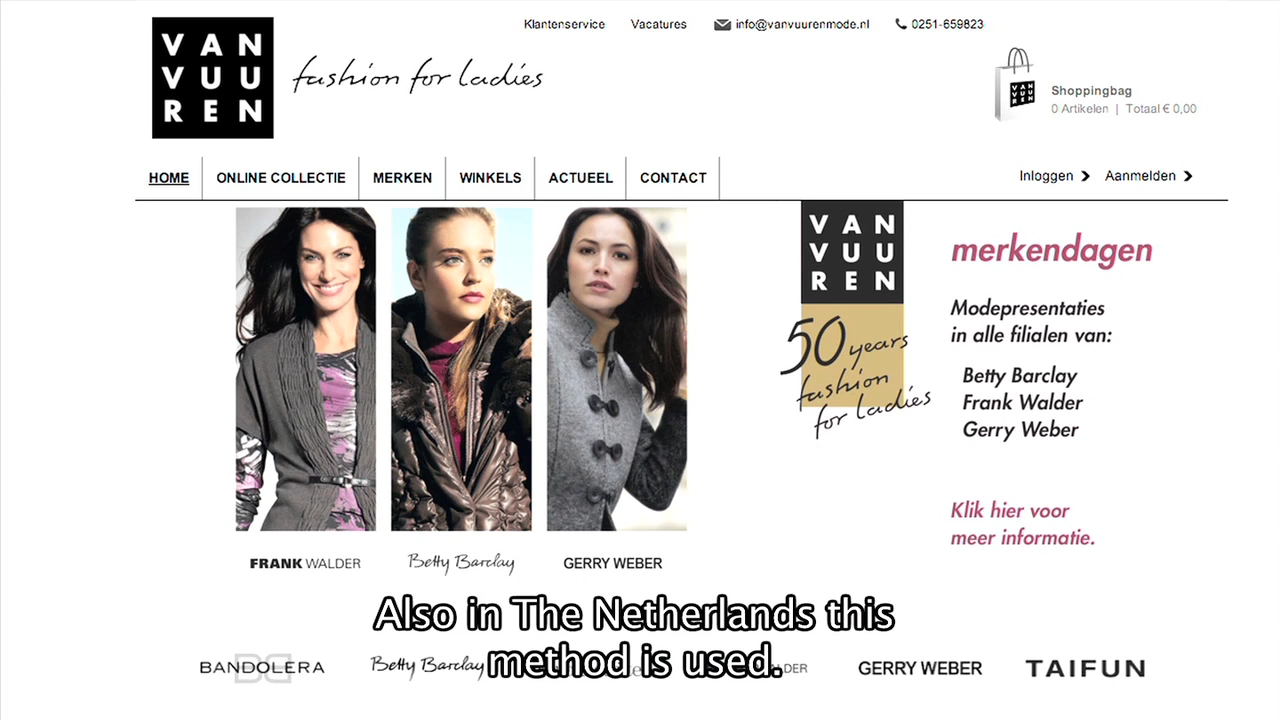 Klantenservice Vacatures info@vanvuurenmode.nl 0251-659823
VAN
VUU
REN
fashion for ladies
VAN
VUU
REN
Shoppingbag
0 Artikelen | Totaal € 0,00
HOME ONLINE COLLECTIE MERKEN WINKELS ACTUEEL CONTACT
Inloggen Aanmelden
VAN
VUU
REN
50 years
fashion
for ladies
merkendagen
Modepresentaties
in alle filialen van:
Betty Barclay
Frank Walder
Gerry Weber
Klik hier voor
meer informatie.
FRANK WALDER Betty Barclay GERRY WEBER
Also in The Netherlands this
method is used.
BANDOLERA Betty Barclay GERRY WEBER TAIFUN